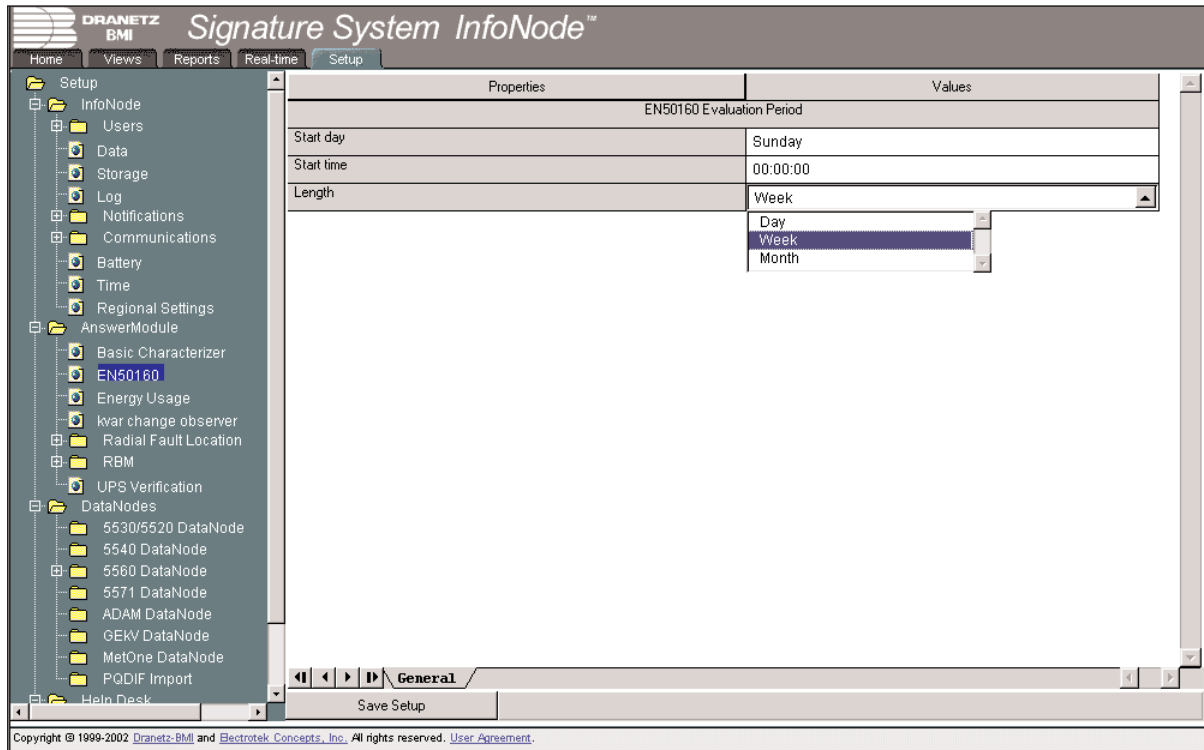 DRANETZ
BMI
Signature System InfoNode™
Home Views Reports Real-time Setup
Setup
InfoNode
Users
Data
Storage
Log
Notifications
Communications
Battery
Time
Regional Settings
AnswerModule
Basic Characterizer
EN50160
Energy Usage
kvar change observer
Radial Fault Location
RBM
UPS Verification
DataNodes
5530/5520 DataNode
5540 DataNode
5560 DataNode
5571 DataNode
ADAM DataNode
GEkV DataNode
MetOne DataNode
PQDIF Import
Help Desk
Properties Values
EN50160 Evaluation Period
Start day Sunday
Start time 00:00:00
Length Week
Day
Week
Month
General
Save Setup
Copyright © 1999-2002 Dranetz-BMI and Electrotek Concepts, Inc. All rights reserved. User Agreement.